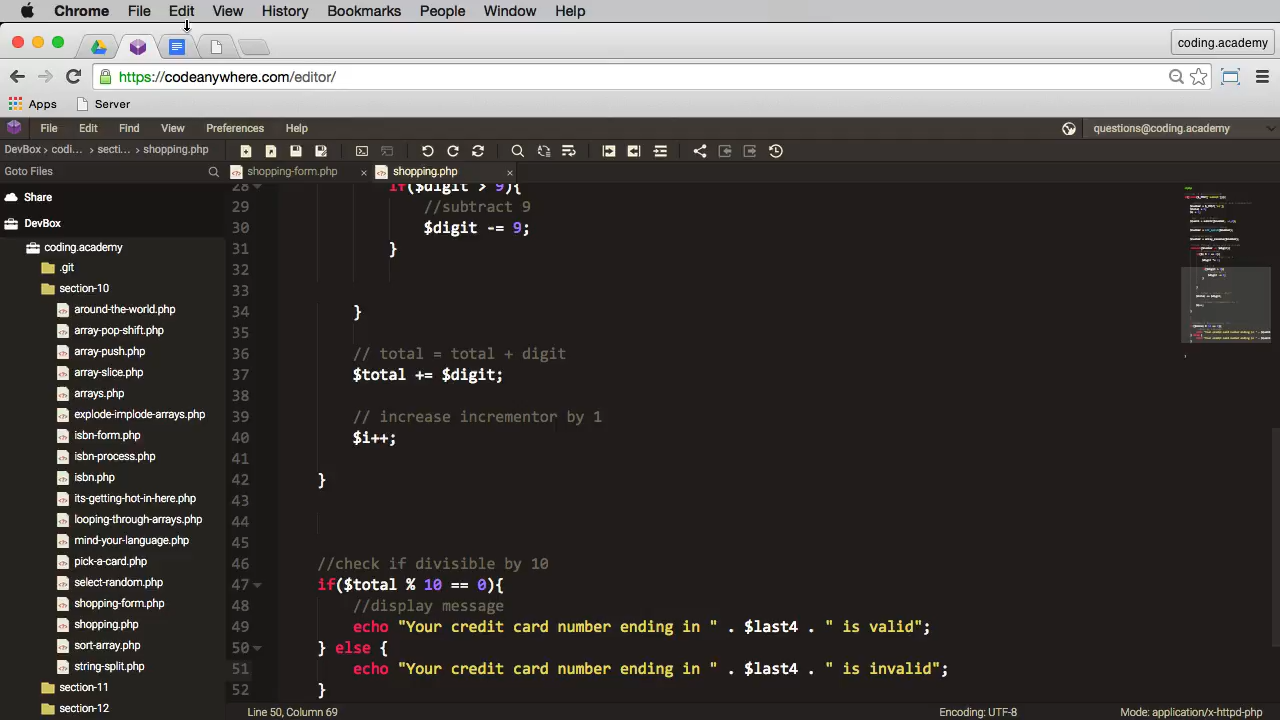 Chrome File Edit View History Bookmarks People Window Help
coding.academy
https://codeanywhere.com/editor/
Apps Server
File Edit Find View Preferences Help questions@coding.academy
DevBox › codi... › secti... › shopping.php
Goto Files shopping-form.php × shopping.php ×
Share
DevBox
coding.academy
.git
section-10
around-the-world.php
array-pop-shift.php
array-push.php
array-slice.php
arrays.php
explode-implode-arrays.php
isbn-form.php
isbn-process.php
isbn.php
its-getting-hot-in-here.php
looping-through-arrays.php
mind-your-language.php
pick-a-card.php
select-random.php
shopping-form.php
shopping.php
sort-array.php
string-split.php
section-11
section-12
28 if($digit > 9){
29 //subtract 9
30 $digit -= 9;
31 }
32
33
34 }
35
36 // total = total + digit
37 $total += $digit;
38
39 // increase incrementor by 1
40 $i++;
41
42 }
43
44
45
46 //check if divisible by 10
47 if($total % 10 == 0){
48 //display message
49 echo "Your credit card number ending in " . $last4 . " is valid";
50 } else {
51 echo "Your credit card number ending in " . $last4 . " is invalid";
52 }
Line 50, Column 69 Encoding: UTF-8 Mode: application/x-httpd-php